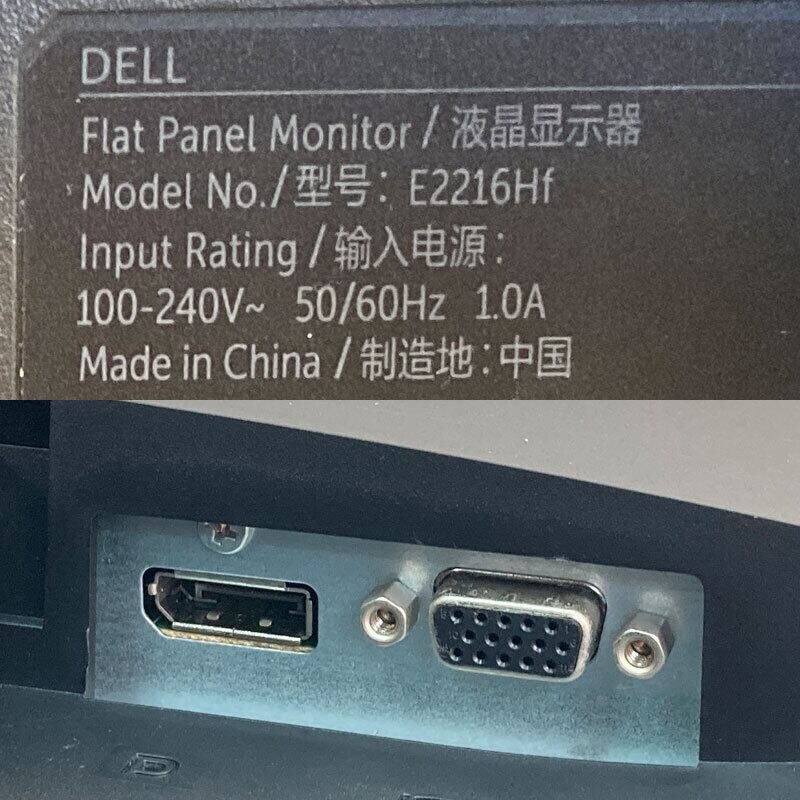 DELL
Flat Panel Monitor / 液晶显示器
Model No./型号: E2216Hf
Input Rating / 输入电源:
100-240V~ 50/60Hz 1.0A
Made in China / 制造地:中国